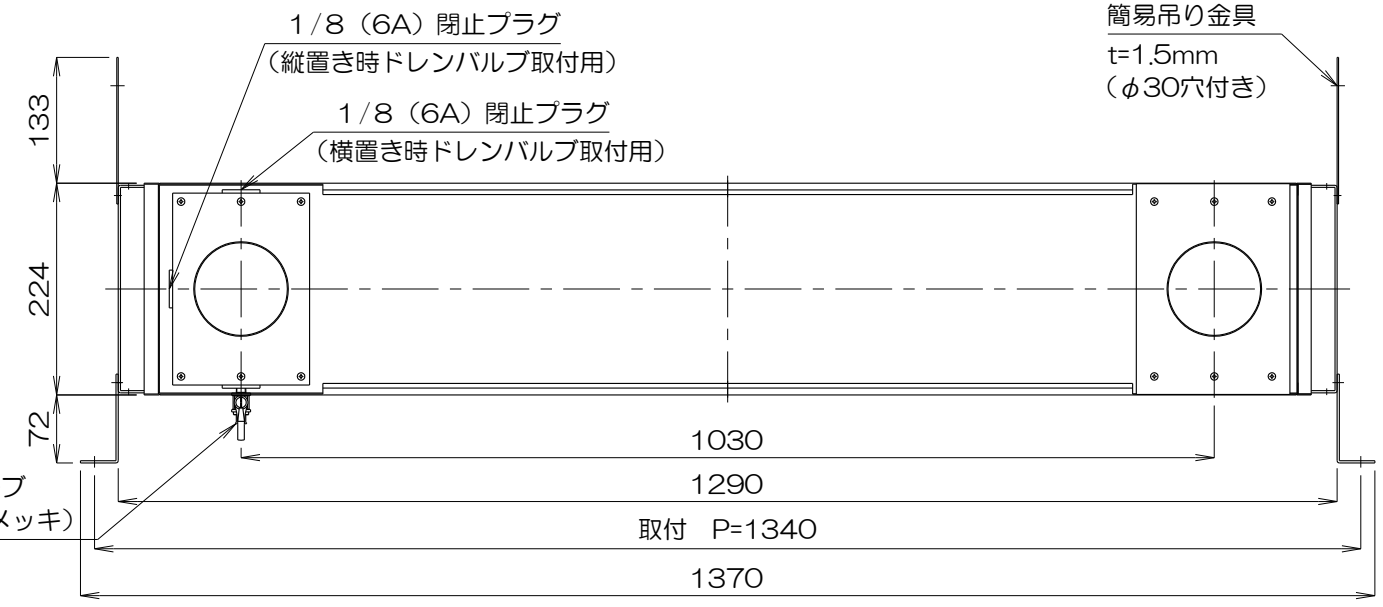 1/8（6A）閉止プラグ
（縦置き時ドレンバルブ取付用）
1/8（6A）閉止プラグ
（横置き時ドレンバルブ取付用）
簡易吊り金具
t=1.5mm
（φ30穴付き）
133
224
72
ブ
メッキ）
1030
1290
取付　P=1340
1370